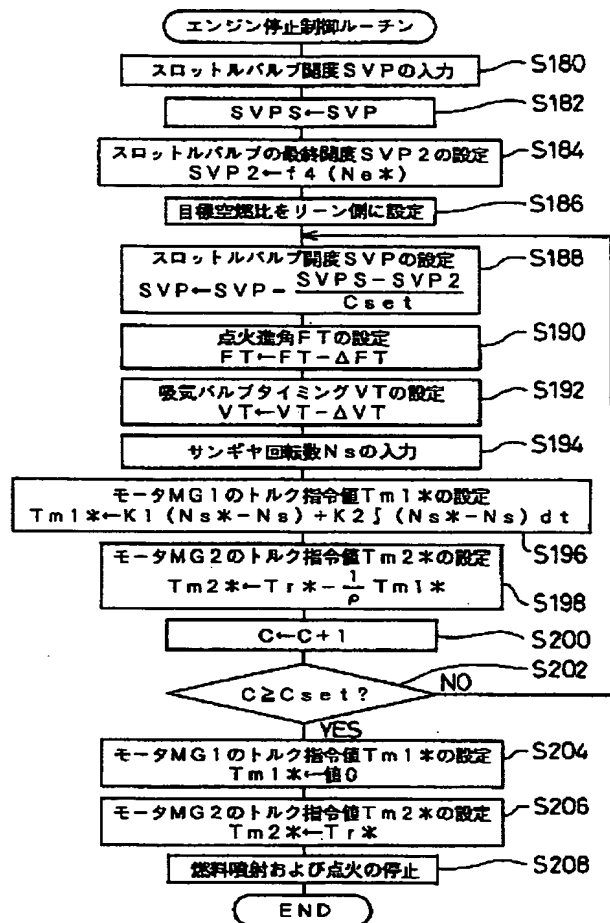 エンジン停止制御ルーチン
スロットルバルブ開度SVPの入力
S180
SVPS←SVP
S182
スロットルバルブの最終開度SVP2の設定
SVP2←f4(Ne*)
S184
目標空燃比をリーン側に設定
S186
スロットルバルブ開度SVPの設定
SVP←SVP-SVPS-SVP2/Cset
S188
点火進角FTの設定
FT←FT-ΔFT
S190
吸気バルブタイミングVTの設定
VT←VT-ΔVT
S192
サンギヤ回転数Nsの入力
S194
モータMG1のトルク指令値Tm1*の設定
Tm1*←K1(Ns*-Ns)+K2∫(Ns*-Ns)dt
S196
モータMG2のトルク指令値Tm2*の設定
Tm2*←Tr*-1/ρ Tm1*
S198
C←C+1
S200
C≧Cset?
S202
NO
YES
モータMG1のトルク指令値Tm1*の設定
Tm1*←値0
S204
モータMG2のトルク指令値Tm2*の設定
Tm2*←Tr*
S206
燃料噴射および点火の停止
S208
END